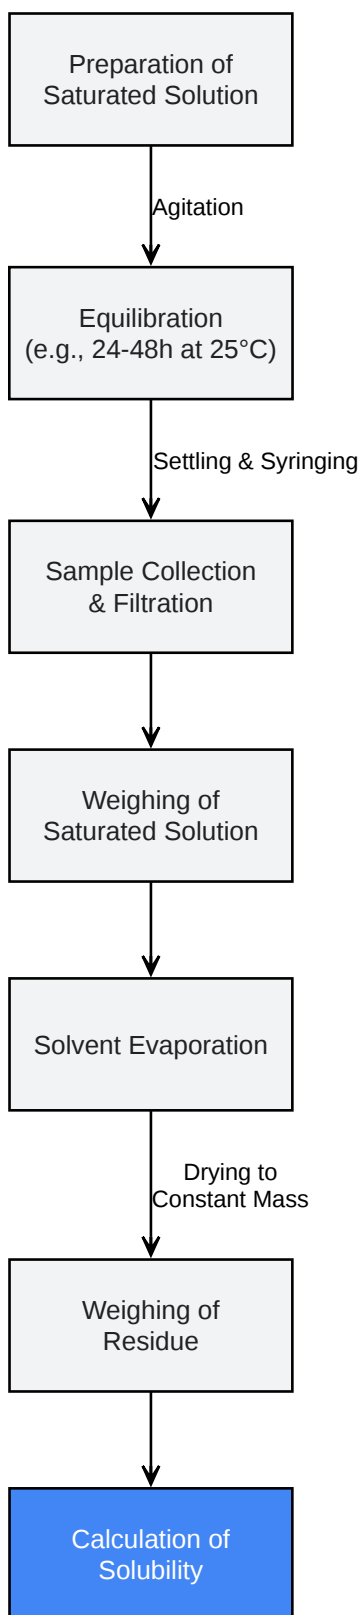 Preparation of
Saturated Solution
Agitation
Equilibration
(e.g., 24-48h at 25°C)
Settling & Syringing
Sample Collection
& Filtration
Weighing of
Saturated Solution
Solvent Evaporation
Drying to
Constant Mass
Weighing of
Residue
Calculation of
Solubility